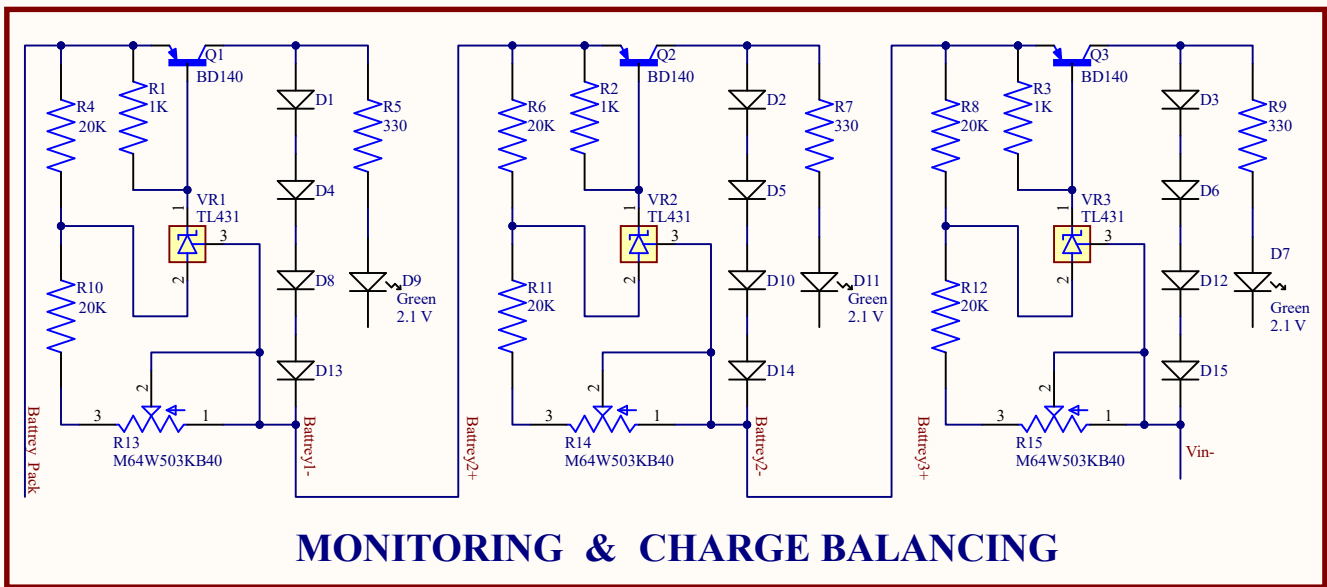 Q1
BD140
R4
20K
R1
1K
D1
R5
330
D4
VR1
TL431
1
3
2
R10
20K
D8
D9
Green
2.1 V
D13
2
3
1
R13
M64W503KB40
Battrey Pack
Battrey1-
Q2
BD140
R6
20K
R2
1K
D2
R7
330
D5
VR2
TL431
1
3
2
R11
20K
D10
D11
Green
2.1 V
D14
2
3
1
R14
M64W503KB40
Battrey2+
Battrey2-
Q3
BD140
R8
20K
R3
1K
D3
R9
330
D6
VR3
TL431
1
3
2
R12
20K
D12
D7
Green
2.1 V
D15
2
3
1
R15
M64W503KB40
Battrey3+
Vin-
MONITORING & CHARGE BALANCING